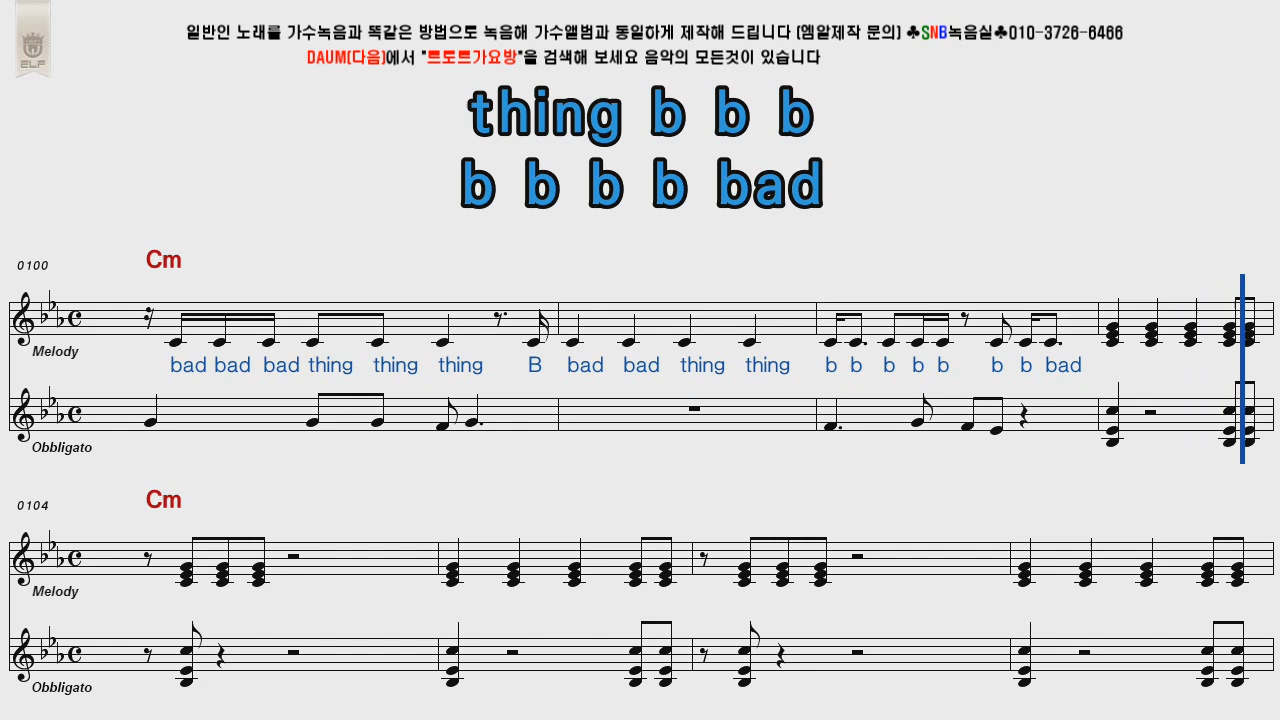 일반인 노래를 가수녹음과 똑같은 방법으로 녹음해 가수앨범과 동일하게 제작해 드립니다 (엠알제작 문의) ♣SNB녹음실♣010-3726-6466
DAUM(다음)에서 "트로트가요방"을 검색해 보세요 음악의 모든것이 있습니다
ELF
thing b b b
b b b b bad
0100
Cm
Melody
bad bad bad thing thing thing B bad bad thing thing b b b b b b b bad
Obbligato
0104
Cm
Melody
Obbligato